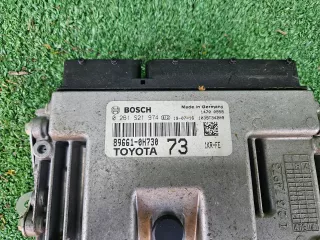 BOSCH
Made in Germany
0 261 S21 974
89661-0H730
TOYOTA
73
1KR-FE